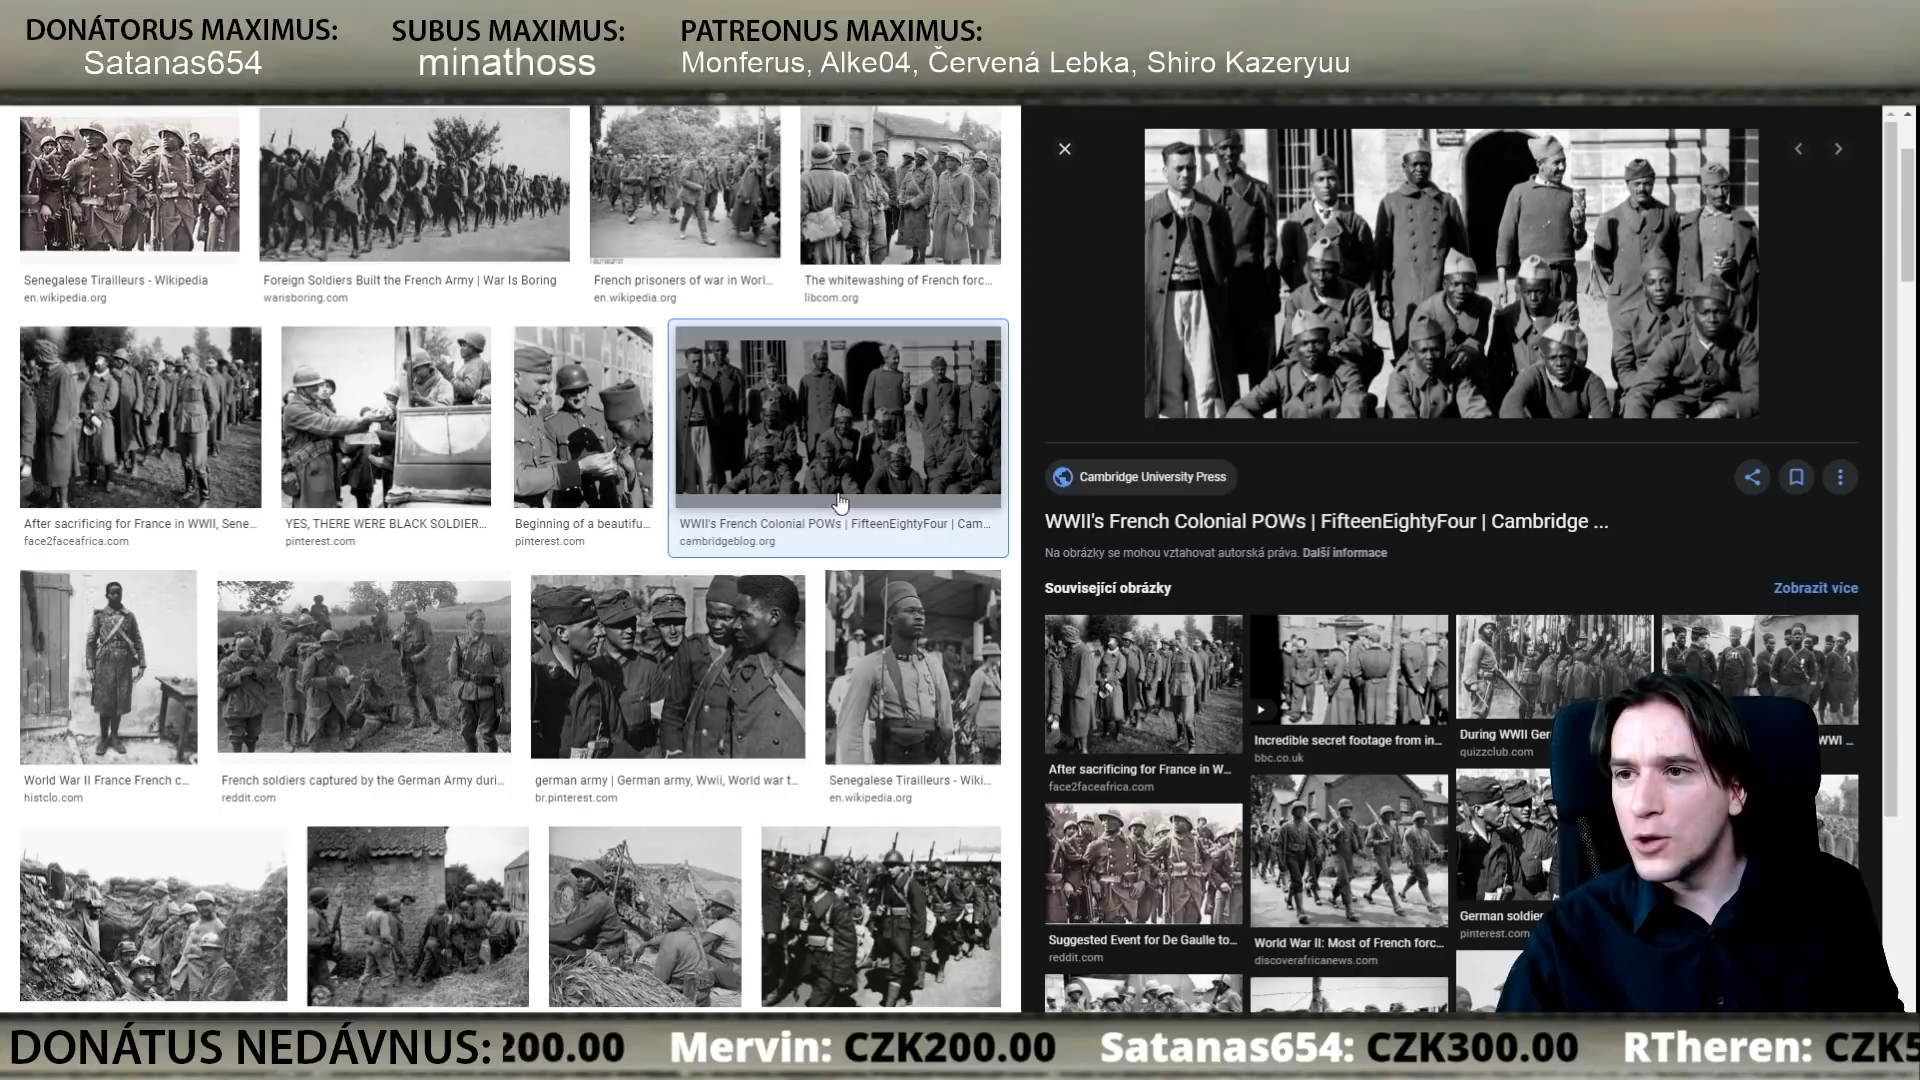 DONÁTORUS MAXIMUS:
Satanas654
SUBUS MAXIMUS:
minathoss
PATREONUS MAXIMUS:
Monferus, Alke04, Červená Lebka, Shiro Kazeryuu
Senegalese Tirailleurs - Wikipedia
en.wikipedia.org
Foreign Soldiers Built the French Army | War Is Boring
warisboring.com
French prisoners of war in Worl...
en.wikipedia.org
The whitewashing of French forc...
libcom.org
After sacrificing for France in WWII, Sene...
face2faceafrica.com
YES, THERE WERE BLACK SOLDIER...
pinterest.com
Beginning of a beautifu...
pinterest.com
WWII's French Colonial POWs | FifteenEightyFour | Cam...
cambridgeblog.org
World War II France French c...
histclo.com
French soldiers captured by the German Army duri...
reddit.com
german army | German army, Wwii, World war t...
br.pinterest.com
Senegalese Tirailleurs - Wiki...
en.wikipedia.org
Cambridge University Press
WWII's French Colonial POWs | FifteenEightyFour | Cambridge ...
Na obrázky se mohou vztahovat autorská práva. Další informace
Související obrázky
Zobrazit více
After sacrificing for France in W...
face2faceafrica.com
Incredible secret footage from in...
bbc.co.uk
During WWII Ger
quizzclub.com
WWI ...
Suggested Event for De Gaulle to...
reddit.com
World War II: Most of French forc...
discoverafricanews.com
German soldie
pinterest.com
DONÁTUS NEDÁVNUS: 200.00 Mervin: CZK200.00 Satanas654: CZK300.00 RTheren: CZK5